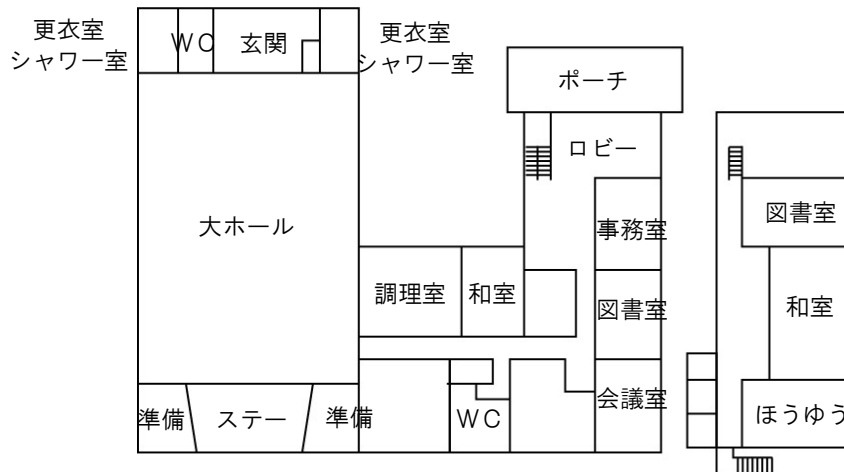 更衣室
シャワー室
WC
玄関
更衣室
シャワー室
ポーチ
ロビー
大ホール
事務室
図書室
調理室
和室
図書室
和室
準備
ステー
準備
WC
会議室
ほうゆう